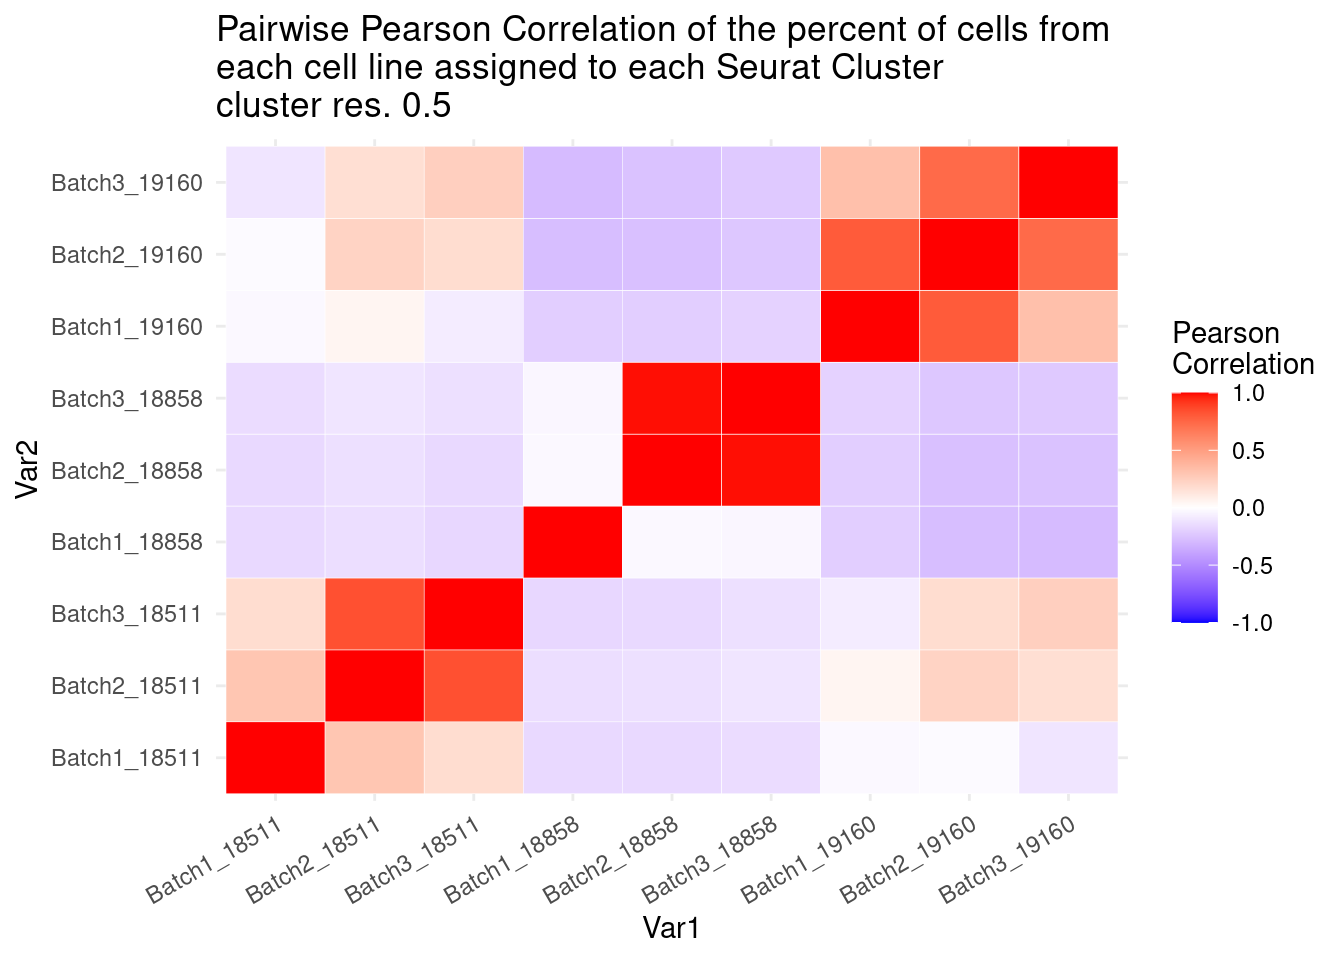 Pairwise Pearson Correlation of the percent of cells from
each cell line assigned to each Seurat Cluster
cluster res. 0.5
Batch3_19160
Batch2_19160
Batch1_19160
Batch3_18858
Batch2_18858
Batch1_18858
Batch3_18511
Batch2_18511
Batch1_18511
Var2
Batch1_18511
Batch2_18511
Batch3_18511
Batch1_18858
Batch2_18858
Batch3_18858
Batch1_19160
Batch2_19160
Batch3_19160
Var1
Pearson
Correlation
1.0
0.5
0.0
-0.5
-1.0